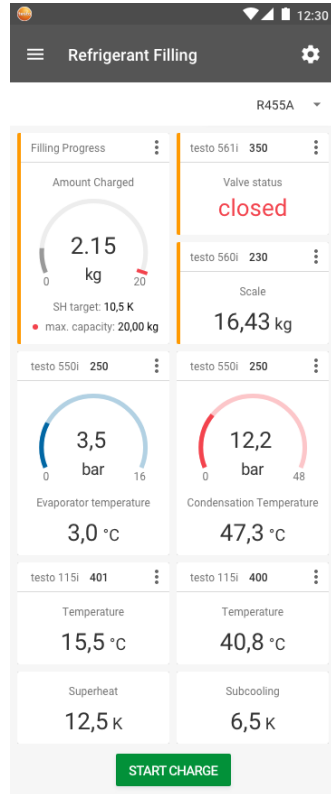 testo
12:30
Refrigerant Filling
R455A
Filling Progress
Amount Charged
2.15
kg
0 20
SH target: 10,5 K
max. capacity: 20,00 kg
testo 561i 350
Valve status
closed
testo 560i 230
Scale
16,43 kg
testo 550i 250
3,5
bar
0 16
Evaporator temperature
3,0 °C
testo 550i 250
12,2
bar
0 48
Condensation Temperature
47,3 °C
testo 115i 401
Temperature
15,5 °C
testo 115i 400
Temperature
40,8 °C
Superheat
12,5 K
Subcooling
6,5 K
START CHARGE